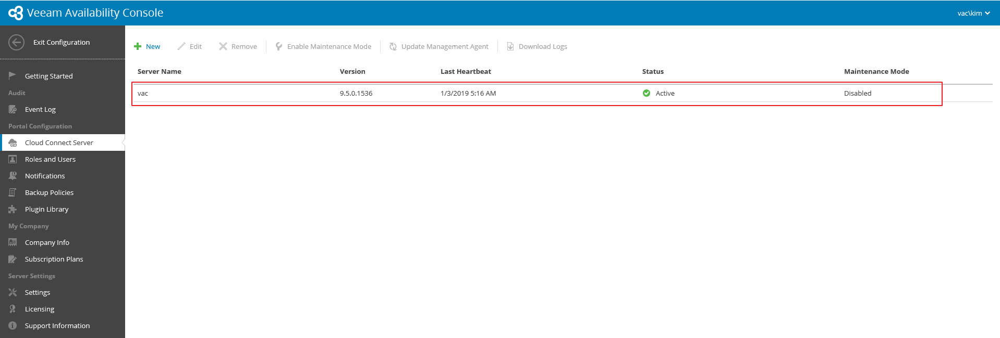 Veeam Availability Console
vac\kim
Exit Configuration
Getting Started
Audit
Event Log
Portal Configuration
Cloud Connect Server
Roles and Users
Notifications
Backup Policies
Plugin Library
My Company
Company Info
Subscription Plans
Server Settings
Settings
Licensing
Support Information
New Edit Remove Enable Maintenance Mode Update Management Agent Download Logs
Server Name Version Last Heartbeat Status Maintenance Mode
vac 9.5.0.1536 1/3/2019 5:16 AM Active Disabled